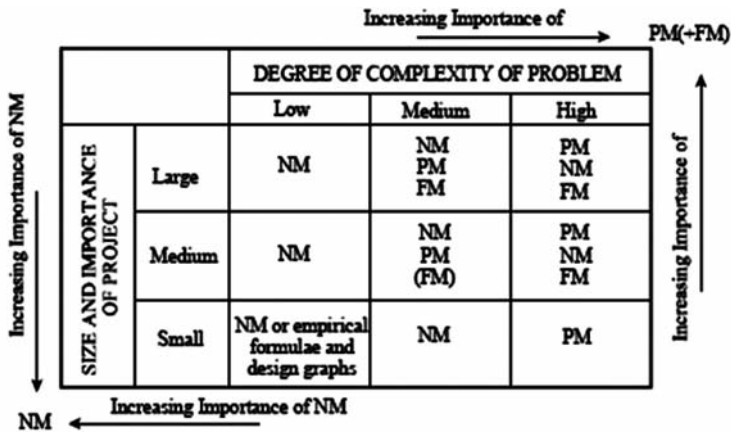 Increasing Importance of
PM(+FM)
DEGREE OF COMPLEXITY OF PROBLEM
Low Medium High
Increasing Importance of NM
SIZE AND IMPORTANCE
OF PROJECT
Large
NM
NM
PM
FM
PM
NM
FM
Medium
NM
NM
PM
(FM)
PM
NM
FM
Small
NM or empirical
formulae and
design graphs
NM
PM
Increasing Importance of
NM
Increasing Importance of NM